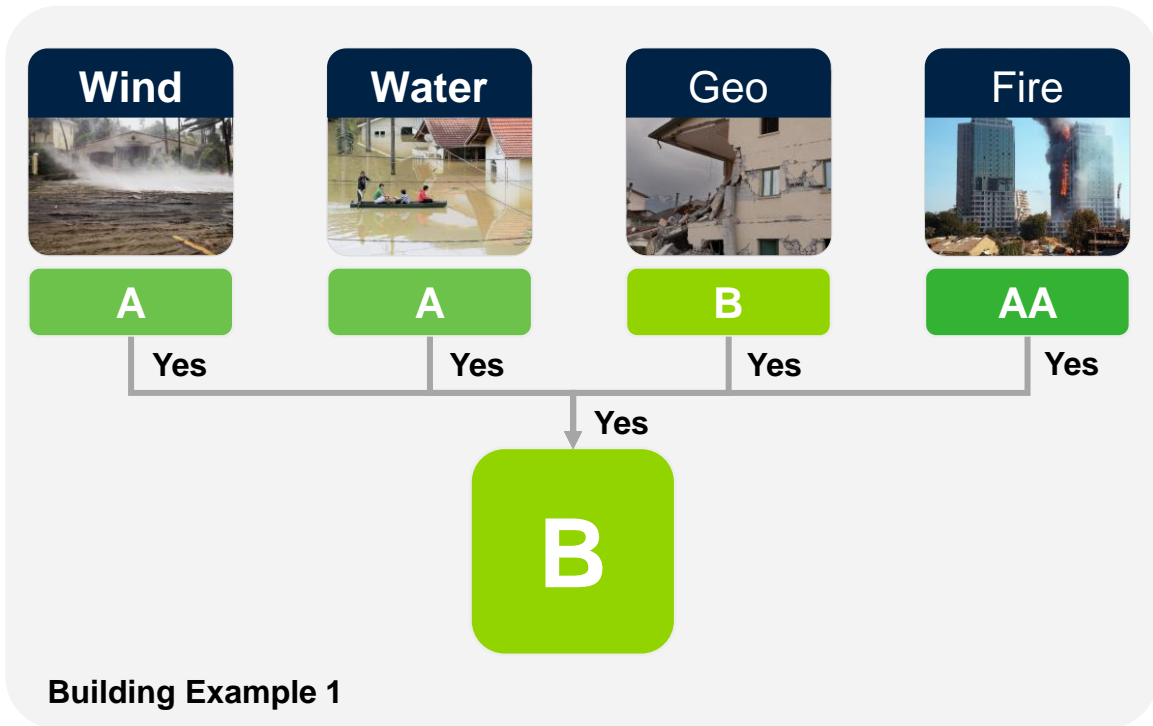 Wind
Water
Geo
Fire
A
A
B
AA
Yes
Yes
Yes
Yes
Yes
B
Building Example 1